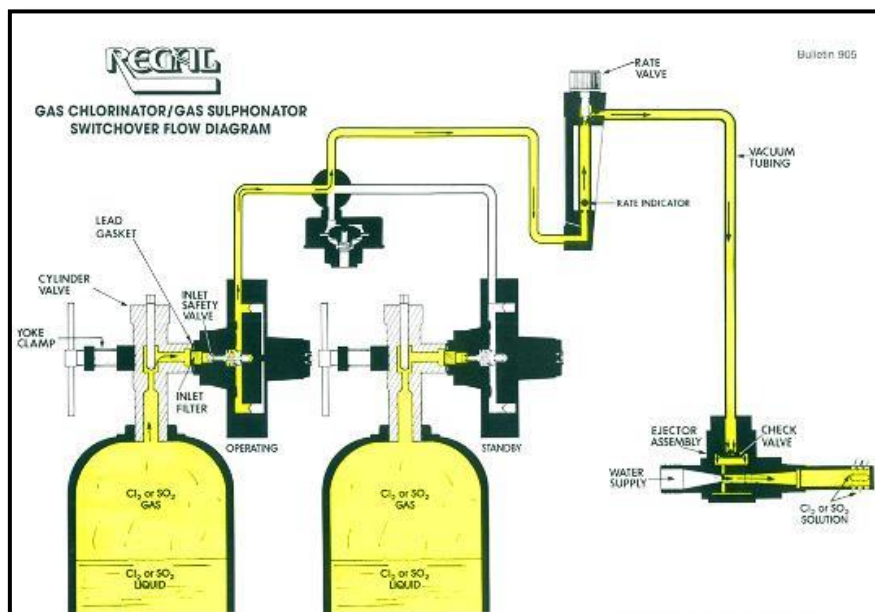 REGAL
GAS CHLORINATOR/GAS SULPHONATOR
SWITCHOVER FLOW DIAGRAM
Bulletin 905
RATE
VALVE
VACUUM
TUBING
RATE INDICATOR
LEAD
GASKET
CYLINDER
VALVE
INLET
SAFETY
VALVE
YOKE
CLAMP
INLET
FILTER
OPERATING
STANDBY
EJECTOR
ASSEMBLY
CHECK
VALVE
WATER
SUPPLY
Cl₂ or SO₂
SOLUTION
Cl₂ or SO₂
GAS
Cl₂ or SO₂
GAS
Cl₂ or SO₂
LIQUID
Cl₂ or SO₂
LIQUID